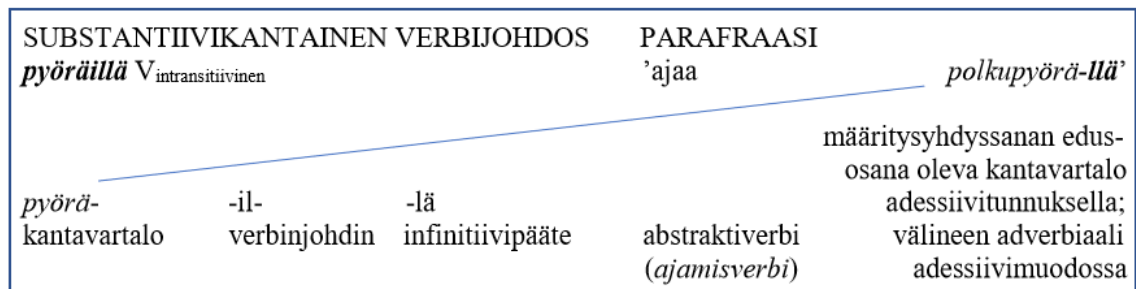 SUBSTANTIIVIKANTAINEN VERBIJOHDOS PARAFRAASI
pyöräillä Vintransitiivinen ’ajaa polkupyörä-llä’
määritysyhdyssanan edus-
osana oleva kantavartalo
pyörä- -il- -lä adessiivitunnuksella;
kantavartalo verbinjohdin infinitiivipääte abstraktiverbi välineen adverbiaali
(ajamisverbi) adessiivimuodossa